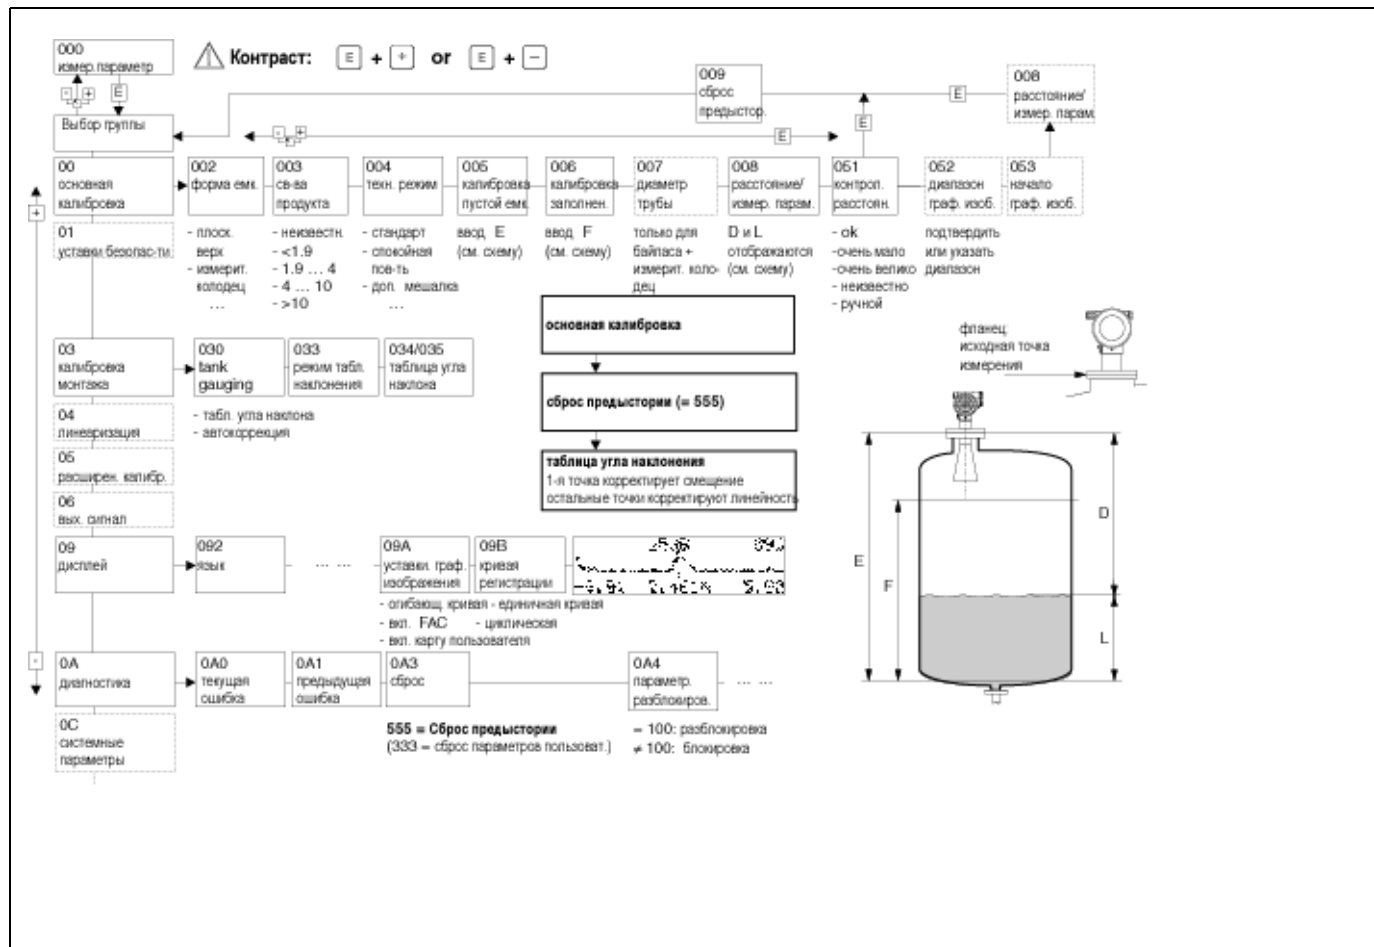 000
измер.параметр
Контраст: E + + or E + −
- +
E
009
сброс
предыстор.
008
расстояние/
измер. парам.
E
E
Выбор группы
- +
E
00
основная
калибровка
002
форма емк.
003
св-ва
продукта
004
техн. режим
005
калибровка
пустой емк.
006
калибровка
заполнен.
007
диаметр
трубы
008
расстояние/
измер. парам.
051
контрол.
расстоян.
052
диапазон
граф. изоб.
053
начало
граф. изоб.
+
01
уставки безопас-ти
- плоск.
верх
- измерит.
колодец
...
- неизвестн.
- <1.9
- 1.9 ... 4
- 4 ... 10
- >10
- стандарт
- спокойная
пов-ть
- доп. мешалка
...
ввод E
(см. схему)
ввод F
(см. схему)
только для
байпаса +
измерит. коло-
дец
D и L
отображаются
(см. схему)
- ok
-очень мало
-очень велико
- неизвестно
- ручной
подтвердить
или указать
диапазон
основная калибровка
сброс предыстории (= 555)
таблица угла наклонения
1-я точка корректирует смещение
остальные точки корректируют линейность
фланец:
исходная точка
измерения
03
калибровка
монтажа
030
tank
gauging
033
режим табл.
наклонения
034/035
таблица угла
наклона
- табл. угла наклона
- автокоррекция
04
линеаризация
05
расширен. калибр.
06
вых. сигнал
E
F
D
L
09
дисплей
092
язык
... ...
09A
уставки. граф.
изображения
09B
кривая
регистрации
- огибающ. кривая - единичная кривая
- вкл. FAC - циклическая
- вкл. карту пользователя
-
0A
диагностика
0A0
текущая
ошибка
0A1
предыдущая
ошибка
0A3
сброс
0A4
параметр.
разблокиров.
... ...
555 = Сброс предыстории
(333 = сброс параметров пользоват.)
= 100: разблокировка
≠ 100: блокировка
0C
системные
параметры